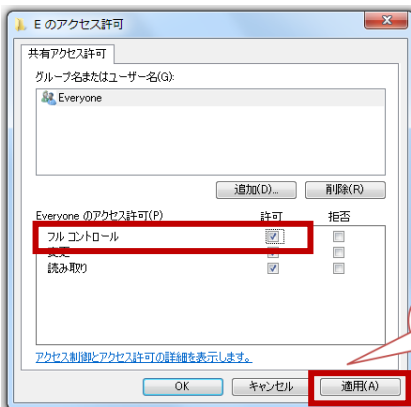 E のアクセス許可
共有アクセス許可
グループ名またはユーザー名(G):
Everyone
追加(D)... 削除(R)
Everyone のアクセス許可(P) 許可 拒否
フル コントロール
変更
読み取り
アクセス制御とアクセス許可の詳細を表示します。
OK キャンセル 適用(A)